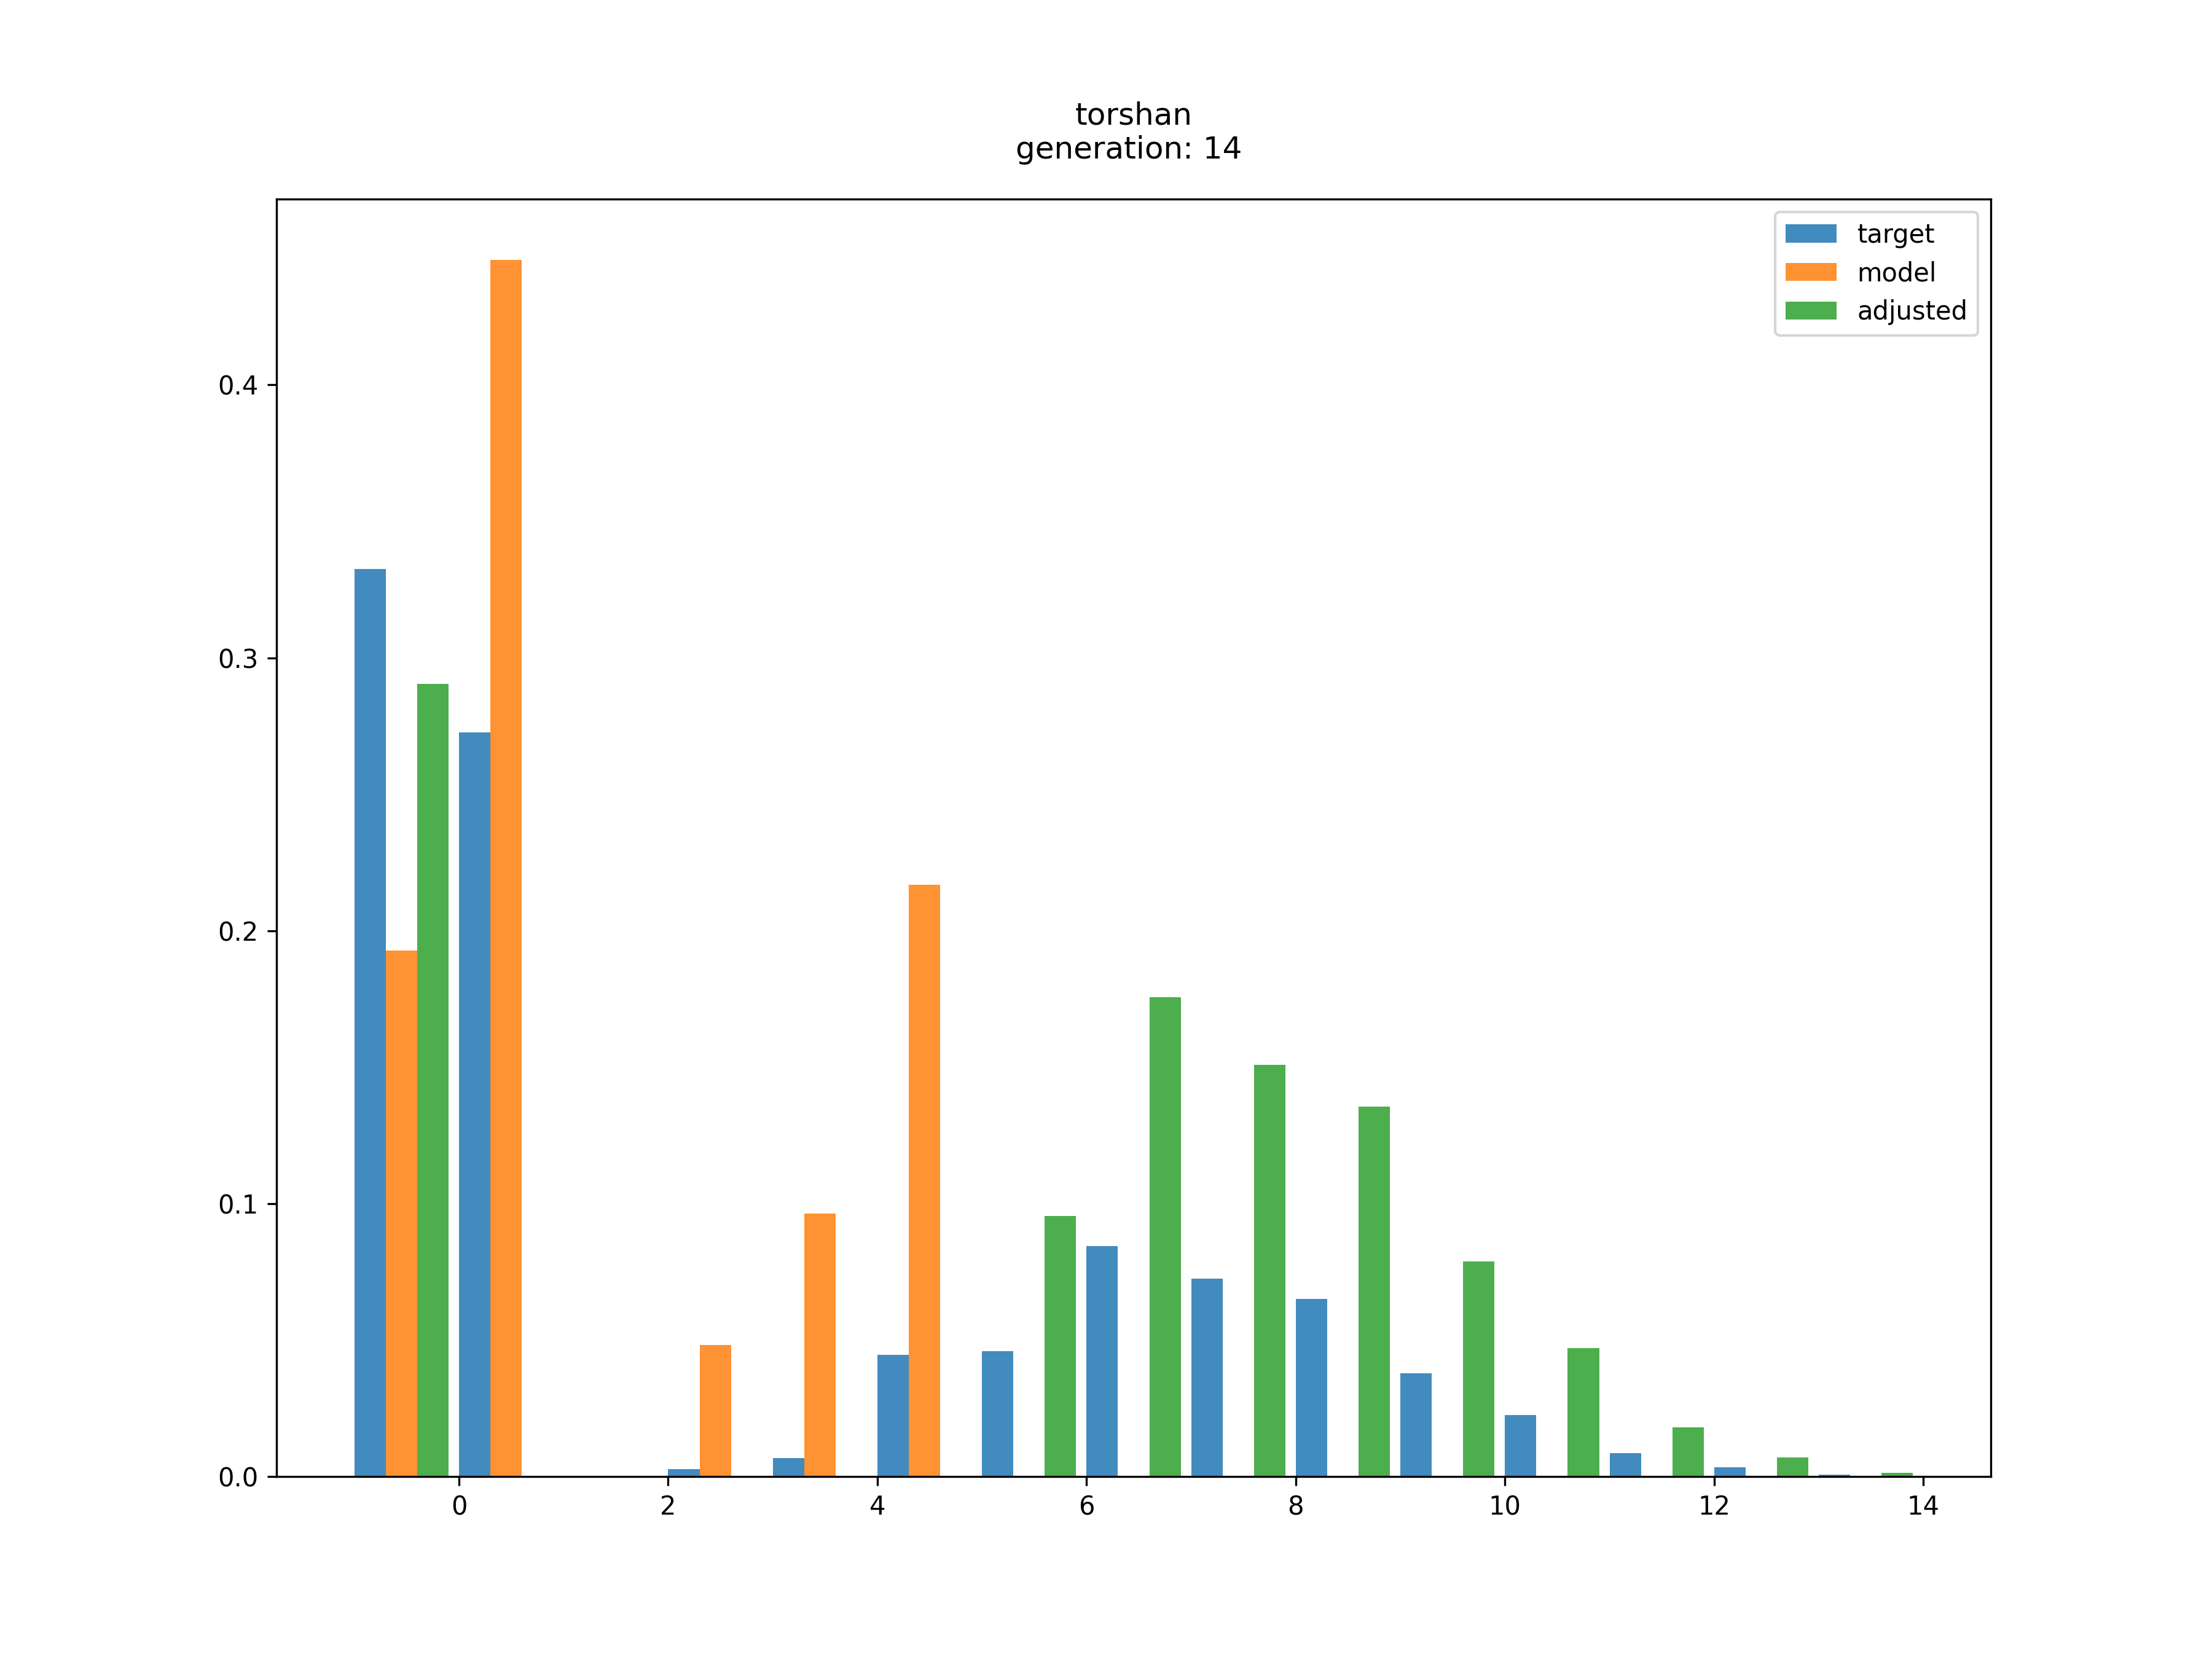 torshan
generation: 14
target
model
adjusted
0.4
0.3
0.2
0.1
0.0
0 2 4 6 8 10 12 14